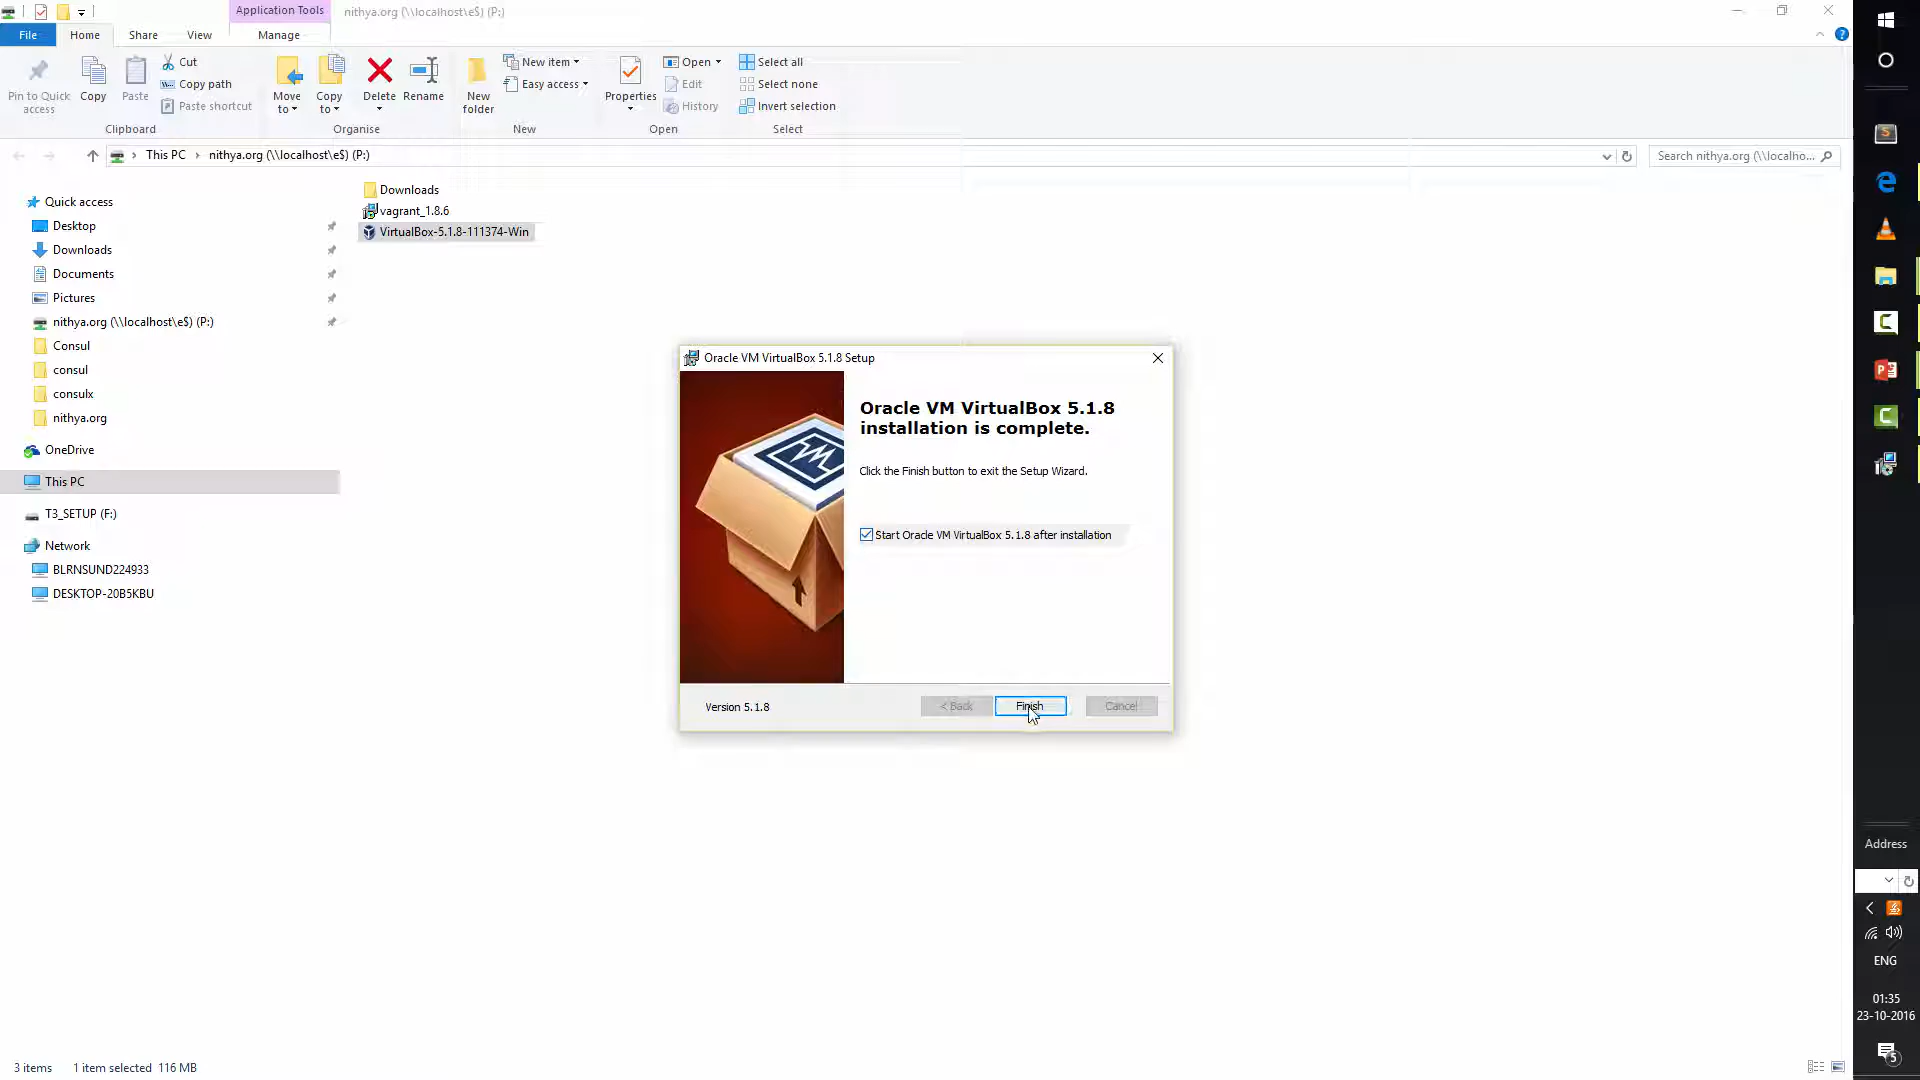 Application Tools
nithya.org (\\localhost\e$) (P:)
File
Home
Share
View
Manage
Pin to Quick access
Copy
Paste
Cut
Copy path
Paste shortcut
Clipboard
Move to
Copy to
Delete
Rename
Organise
New folder
New item
Easy access
New
Properties
Open
Edit
History
Open
Select all
Select none
Invert selection
Select
This PC
nithya.org (\\localhost\e$) (P:)
Search nithya.org (\\localho...
Quick access
Desktop
Downloads
Documents
Pictures
nithya.org (\\localhost\e$) (P:)
Consul
consul
consulx
nithya.org
OneDrive
This PC
T3_SETUP (F:)
Network
BLRNSUND224933
DESKTOP-20B5KBU
Downloads
vagrant_1.8.6
VirtualBox-5.1.8-111374-Win
Oracle VM VirtualBox 5.1.8 Setup
Oracle VM VirtualBox 5.1.8
installation is complete.
Click the Finish button to exit the Setup Wizard.
Start Oracle VM VirtualBox 5.1.8 after installation
Version 5.1.8
< Back
Finish
Cancel
Address
ENG
01:35
23-10-2016
5
3 items
1 item selected 116 MB